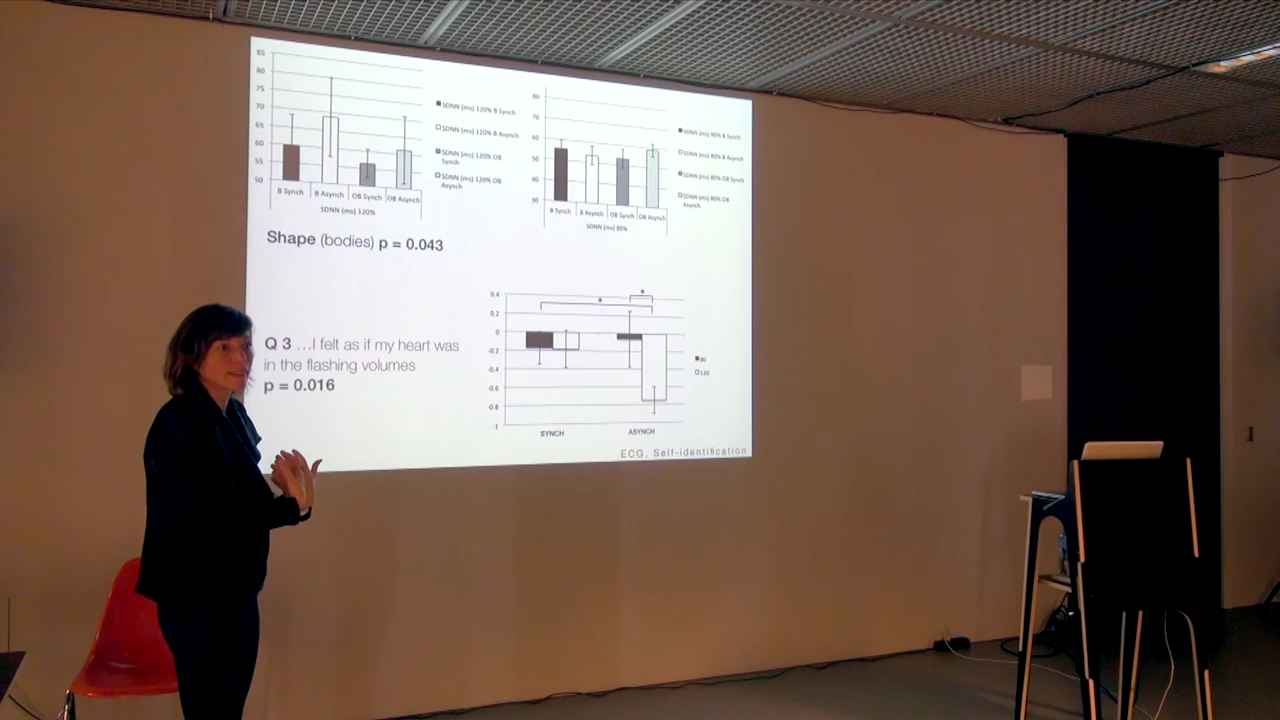 85
80
75
70
65
60
55
50
B Synch
B Asynch
OB Synch
OB Asynch
SDNN (ms) 120%
SDNN (ms) 120% B Synch
SDNN (ms) 120% B Asynch
SDNN (ms) 120% OB
Synch
SDNN (ms) 120% OB
Asynch
80
70
60
50
40
30
B Synch
B Asynch
OB Synch
OB Asynch
SDNN (ms) 80%
SDNN (ms) 80% B Synch
SDNN (ms) 80% B Asynch
SDNN (ms) 80% OB Synch
SDNN (ms) 80% OB
Asynch
Shape (bodies) p = 0.043
Q 3 ...I felt as if my heart was
in the flashing volumes
p = 0.016
0.4
0.2
0
-0.2
-0.4
-0.6
-0.8
-1
*
*
SYNCH
ASYNCH
80
120
ECG, Self-identification